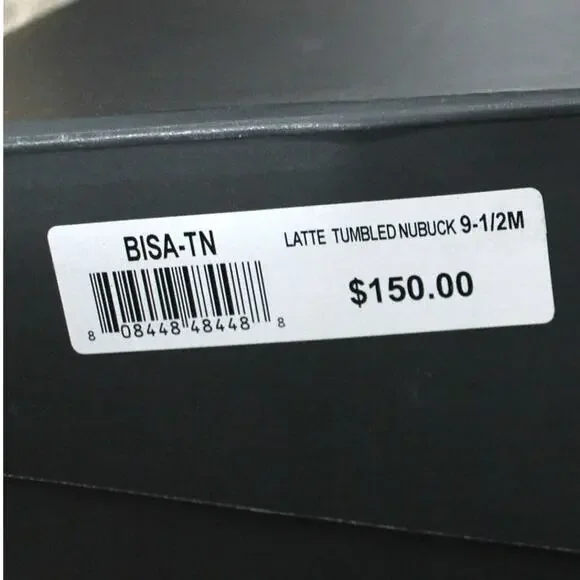 BISA-TN
LATTE TUMBLED NUBUCK 9-1/2M
$150.00
8 08448 48448 8